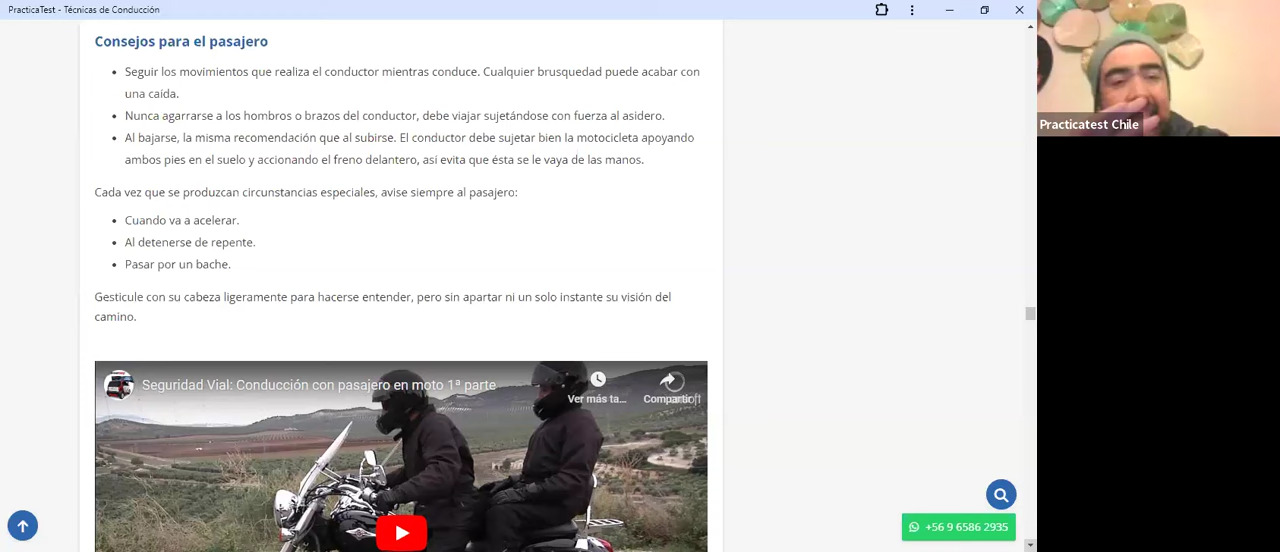 PracticaTest - Técnicas de Conducción
Consejos para el pasajero
Seguir los movimientos que realiza el conductor mientras conduce. Cualquier brusquedad puede acabar con
una caída.
Nunca agarrarse a los hombros o brazos del conductor, debe viajar sujetándose con fuerza al asidero.
Al bajarse, la misma recomendación que al subirse. El conductor debe sujetar bien la motocicleta apoyando
ambos pies en el suelo y accionando el freno delantero, así evita que ésta se le vaya de las manos.
Cada vez que se produzcan circunstancias especiales, avise siempre al pasajero:
Cuando va a acelerar.
Al detenerse de repente.
Pasar por un bache.
Gesticule con su cabeza ligeramente para hacerse entender, pero sin apartar ni un solo instante su visión del
camino.
Seguridad Vial: Conducción con pasajero en moto 1ª parte
Ver más ta...
Compartir
+56 9 6586 2935
Practicatest Chile